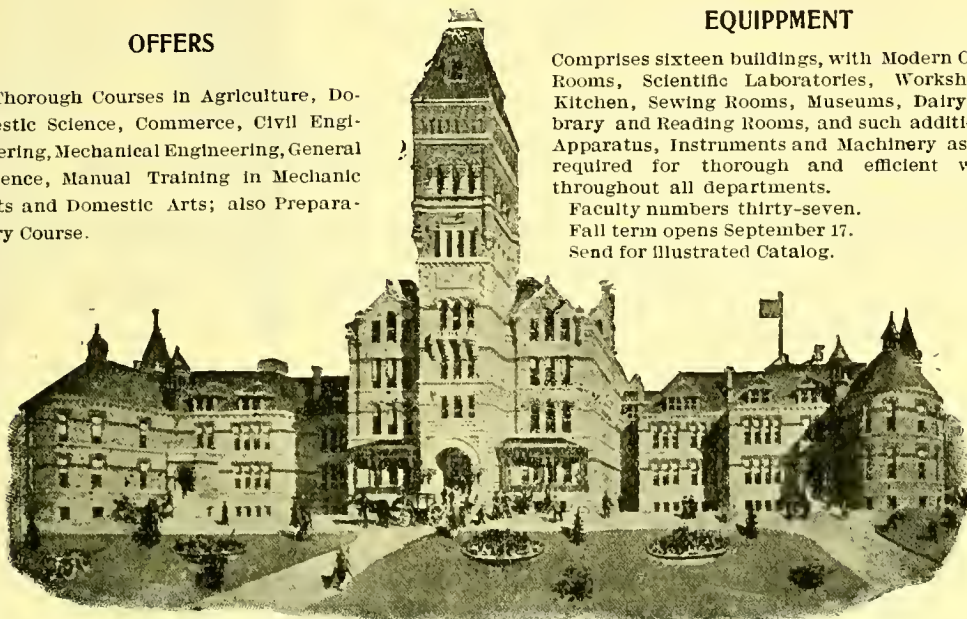 OFFERS
Thorough Courses in Agriculture, Do-
estic Science, Commerce, Civil Engi-
ering, Mechanical Engineering, General
ence, Manual Training in Mechanic
ts and Domestic Arts; also Prepara-
ry Course.
EQUIPPMENT
Comprises sixteen buildings, with Modern C
Rooms, Scientific Laboratories, Worksh
Kitchen, Sewing Rooms, Museums, Dairy
brary and Reading Rooms, and such additi
Apparatus, Instruments and Machinery as
required for thorough and efficient w
throughout all departments.
Faculty numbers thirty-seven.
Fall term opens September 17.
Send for Illustrated Catalog.